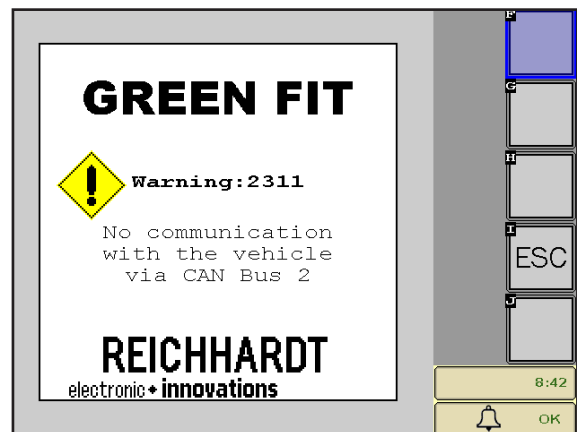 GREEN FIT
Warning:2311
No communication
with the vehicle
via CAN Bus 2
REICHHARDT
electronic innovations
F
G
H
I
ESC
J
8:42
OK